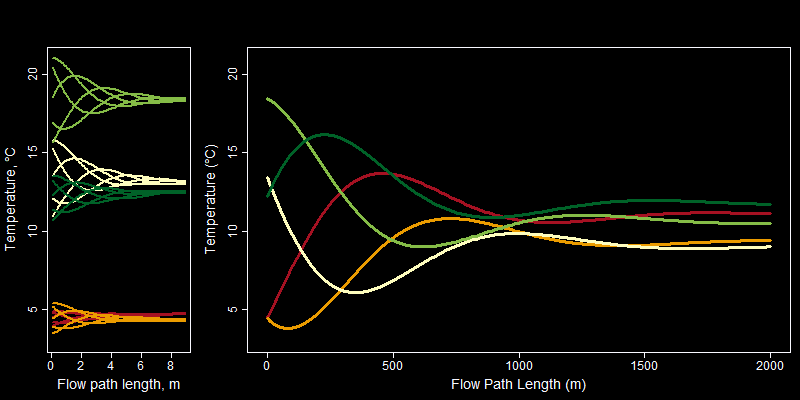 Temperature, °C
20
15
10
5
0 2 4 6 8
Flow path length, m
Temperature (°C)
20
15
10
5
0 500 1000 1500 2000
Flow Path Length (m)